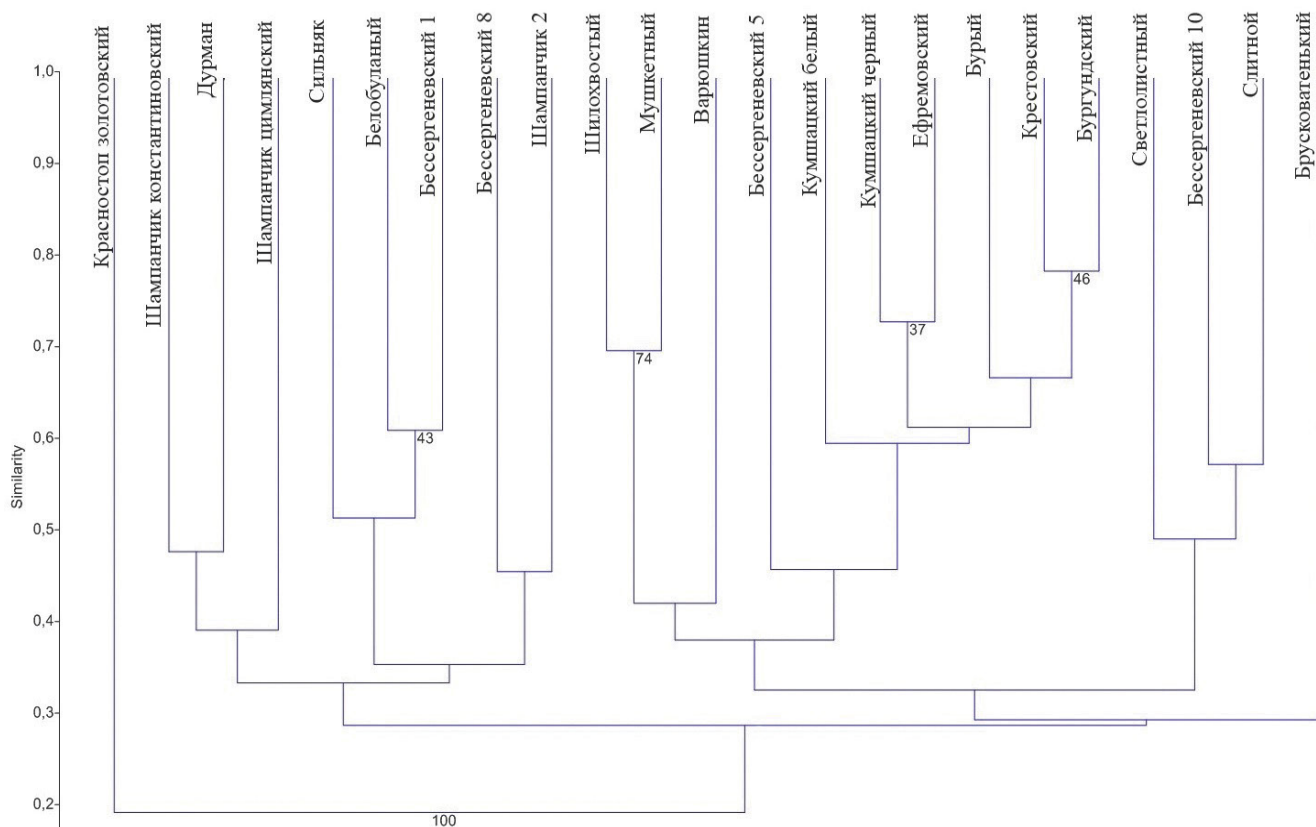 Красностоп золотовский
Шампанчик константиновский
Дурман
Шампанчик цимлянский
Сильняк
Белобуланый
Бессергеневский 1
Бессергеневский 8
Шампанчик 2
Шилохвостый
Мушкетный
Варюшкин
Бессергеневский 5
Кумшацкий белый
Кумшацкий черный
Ефремовский
Бурый
Крестовский
Бургундский
Светлолистный
Бессергеневский 10
Слитной
Брусковатенький
1,0
0,9
0,8
0,7
0,6
0,5
0,4
0,3
0,2
Similarity
46
37
74
43
100